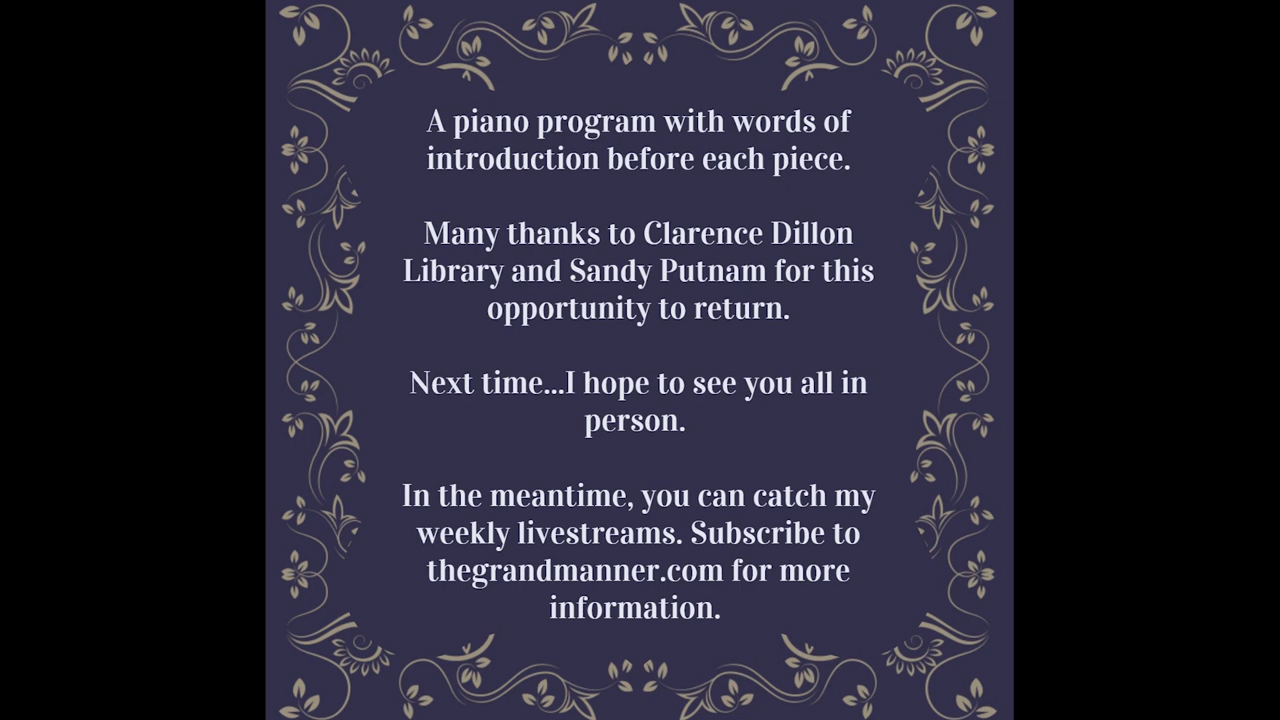 A piano program with words of
introduction before each piece.
Many thanks to Clarence Dillon
Library and Sandy Putnam for this
opportunity to return.
Next time...I hope to see you all in
person.
In the meantime, you can catch my
weekly livestreams. Subscribe to
thegrandmanner.com for more
information.